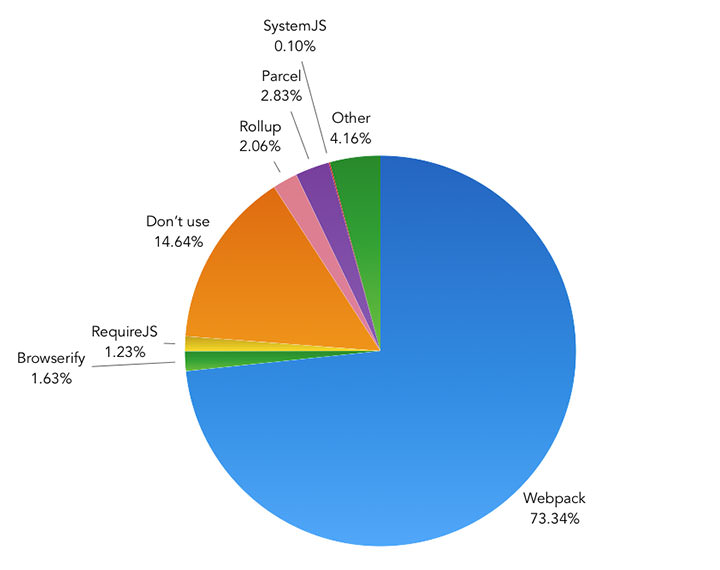 SystemJS
0.10%
Parcel
2.83%
Other
4.16%
Rollup
2.06%
Don’t use
14.64%
RequireJS
1.23%
Browserify
1.63%
Webpack
73.34%